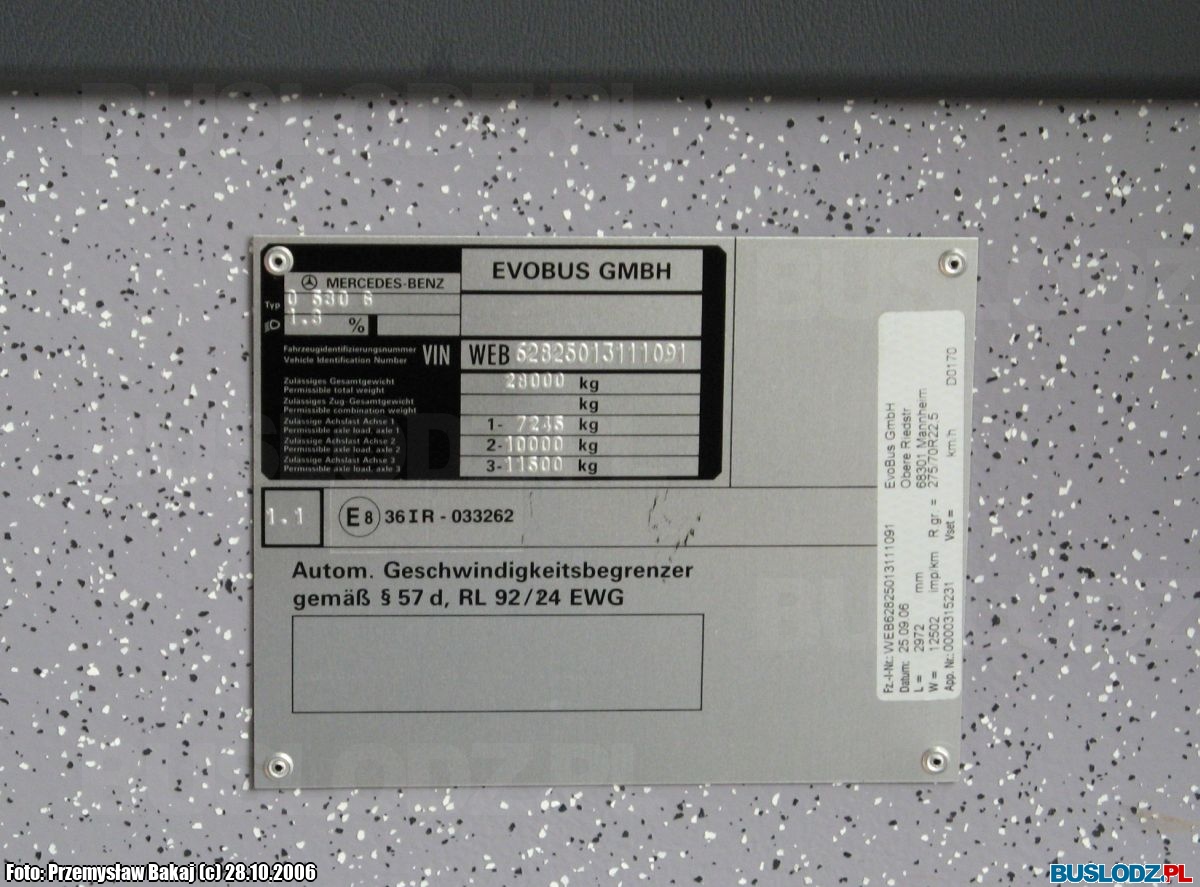 MERCEDES-BENZ
EVOBUS GMBH
Typ O 530 G
1.3 %
Fahrzeugidentifizierungsnummer
Vehicle Identification Number
VIN WEB62825013111091
Zulässiges Gesamtgewicht
Permissible total weight
28000 kg
Zulässiges Zug-Gesamtgewicht
Permissible combination weight
kg
Zulässige Achslast Achse 1
Permissible axle load, axle 1
1- 7245 kg
Zulässige Achslast Achse 2
Permissible axle load, axle 2
2- 10000 kg
Zulässige Achslast Achse 3
Permissible axle load, axle 3
3- 11500 kg
1.1 E8 36 I R - 033262
Autom. Geschwindigkeitsbegrenzer
gemäß § 57 d, RL 92/24 EWG
Fz.-I-Nr.: WEB62825013111091 EvoBus GmbH
Datum: 25.09.06 Obere Riedstr
L = 2972 mm 68301 Mannheim
W = 12502 imp/km R gr. = 275/70R22.5
App. Nr.: 0000315231 Vset = km/h D0170
BUSLODZ.PL
Foto: Przemysław Bakaj (c) 28.10.2006
BUSLODZ.PL